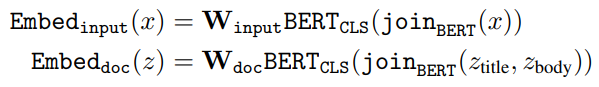 Embed_input(x) = W_input BERT_CLS(join_BERT(x))
Embed_doc(z) = W_doc BERT_CLS(join_BERT(z_title, z_body))